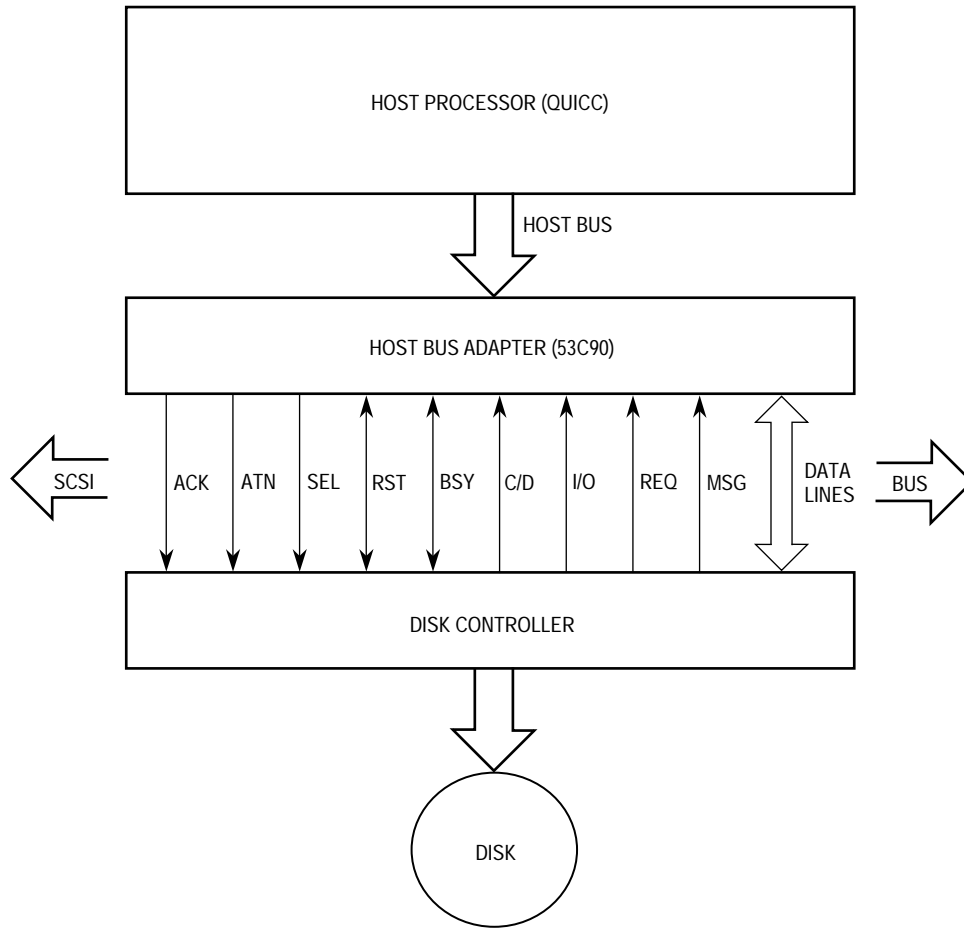 HOST PROCESSOR (QUICC)
HOST BUS
HOST BUS ADAPTER (53C90)
SCSI
ACK
ATN
SEL
RST
BSY
C/D
I/O
REQ
MSG
DATA
LINES
BUS
DISK CONTROLLER
DISK